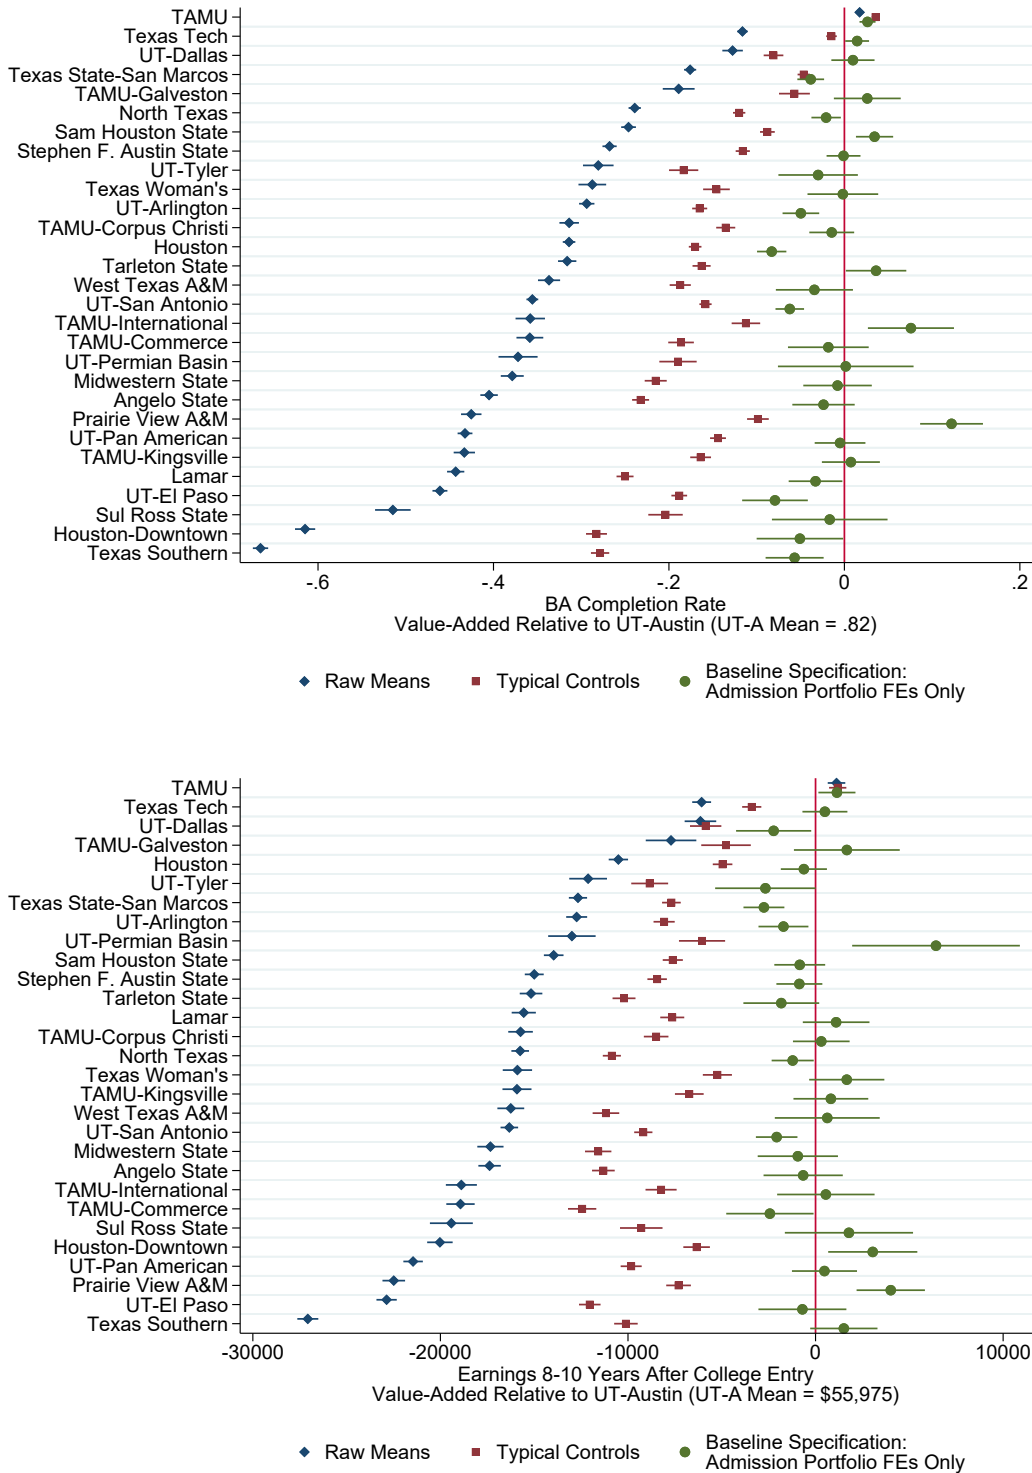 TAMU
Texas Tech
UT-Dallas
Texas State-San Marcos
TAMU-Galveston
North Texas
Sam Houston State
Stephen F. Austin State
UT-Tyler
Texas Woman's
UT-Arlington
TAMU-Corpus Christi
Houston
Tarleton State
West Texas A&M
UT-San Antonio
TAMU-International
TAMU-Commerce
UT-Permian Basin
Midwestern State
Angelo State
Prairie View A&M
UT-Pan American
TAMU-Kingsville
Lamar
UT-El Paso
Sul Ross State
Houston-Downtown
Texas Southern
-.6 -.4 -.2 0 .2
BA Completion Rate
Value-Added Relative to UT-Austin (UT-A Mean = .82)
Raw Means Typical Controls Baseline Specification:
Admission Portfolio FEs Only
TAMU
Texas Tech
UT-Dallas
TAMU-Galveston
Houston
UT-Tyler
Texas State-San Marcos
UT-Arlington
UT-Permian Basin
Sam Houston State
Stephen F. Austin State
Tarleton State
Lamar
TAMU-Corpus Christi
North Texas
Texas Woman's
TAMU-Kingsville
West Texas A&M
UT-San Antonio
Midwestern State
Angelo State
TAMU-International
TAMU-Commerce
Sul Ross State
Houston-Downtown
UT-Pan American
Prairie View A&M
UT-El Paso
Texas Southern
-30000 -20000 -10000 0 10000
Earnings 8-10 Years After College Entry
Value-Added Relative to UT-Austin (UT-A Mean = $55,975)
Raw Means Typical Controls Baseline Specification:
Admission Portfolio FEs Only